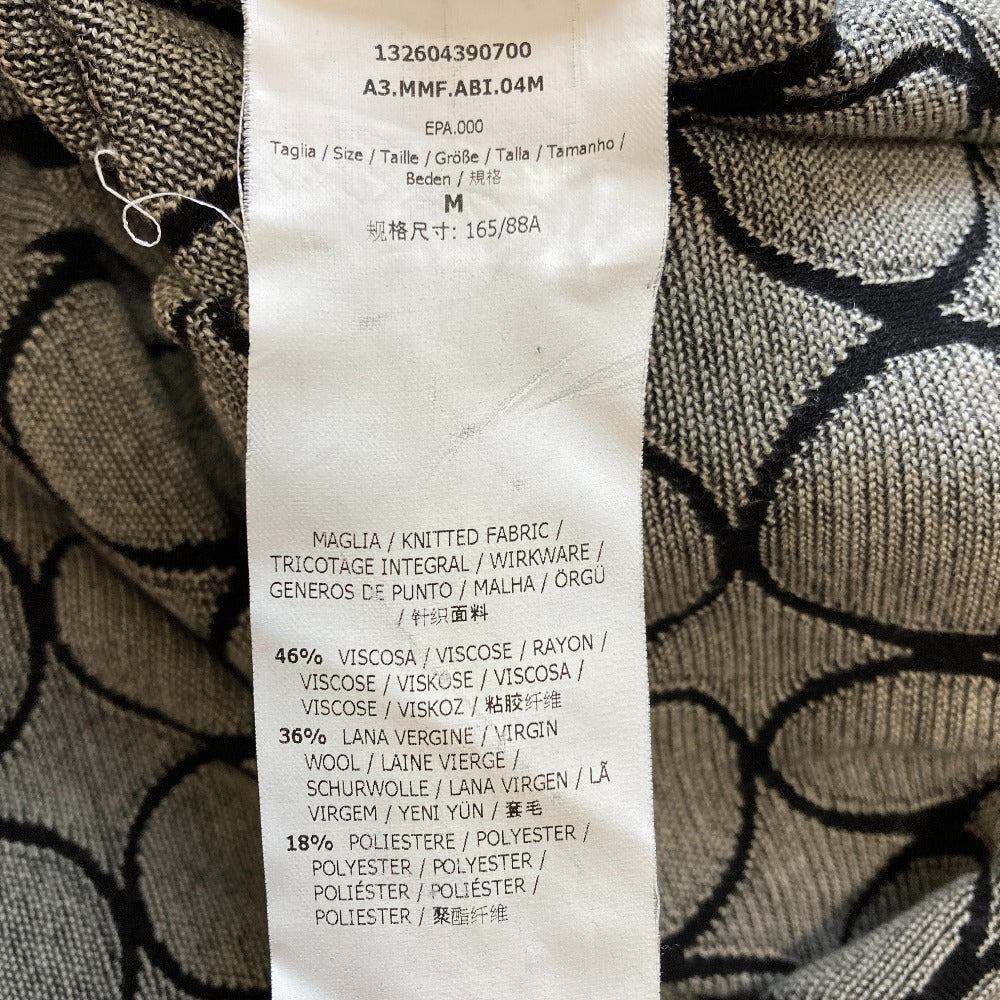 132604390700
A3.MMF.ABI.04M
EPA.000
Taglia / Size / Taille / Größe / Talla / Tamanho /
Beden / 規格
M
规格尺寸: 165/88A
MAGLIA / KNITTED FABRIC /
TRICOTAGE INTEGRAL / WIRKWARE /
GENEROS DE PUNTO / MALHA / ÖRGÜ
/ 针织面料
46% VISCOSA / VISCOSE / RAYON /
VISCOSE / VISKOSE / VISCOSA /
VISCOSE / VISKOZ / 粘胶纤维
36% LANA VERGINE / VIRGIN
WOOL / LAINE VIERGE /
SCHURWOLLE / LANA VIRGEN / LÃ
VIRGEM / YENI YÜN / 套毛
18% POLIESTERE / POLYESTER /
POLYESTER / POLYESTER /
POLIÉSTER / POLIÉSTER /
POLIESTER / 聚酯纤维